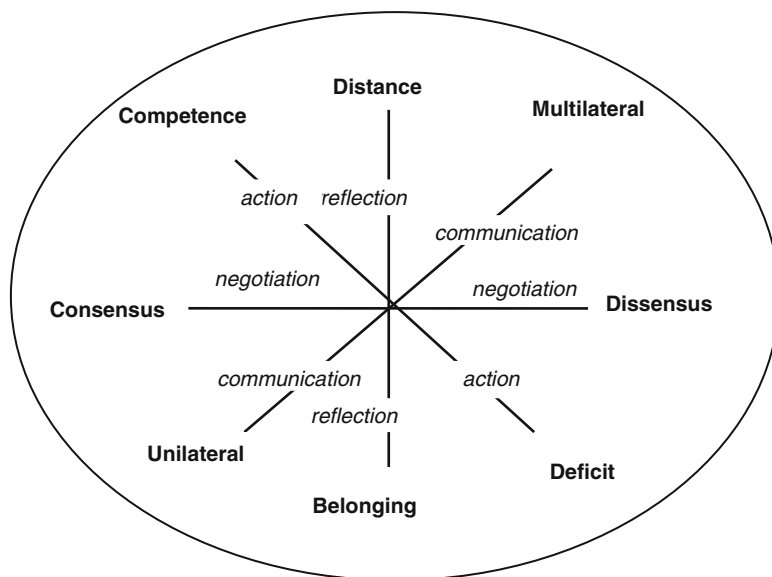 Distance
Competence
Multilateral
action
reflection
communication
negotiation
negotiation
Consensus
Dissensus
communication
action
reflection
Unilateral
Deficit
Belonging